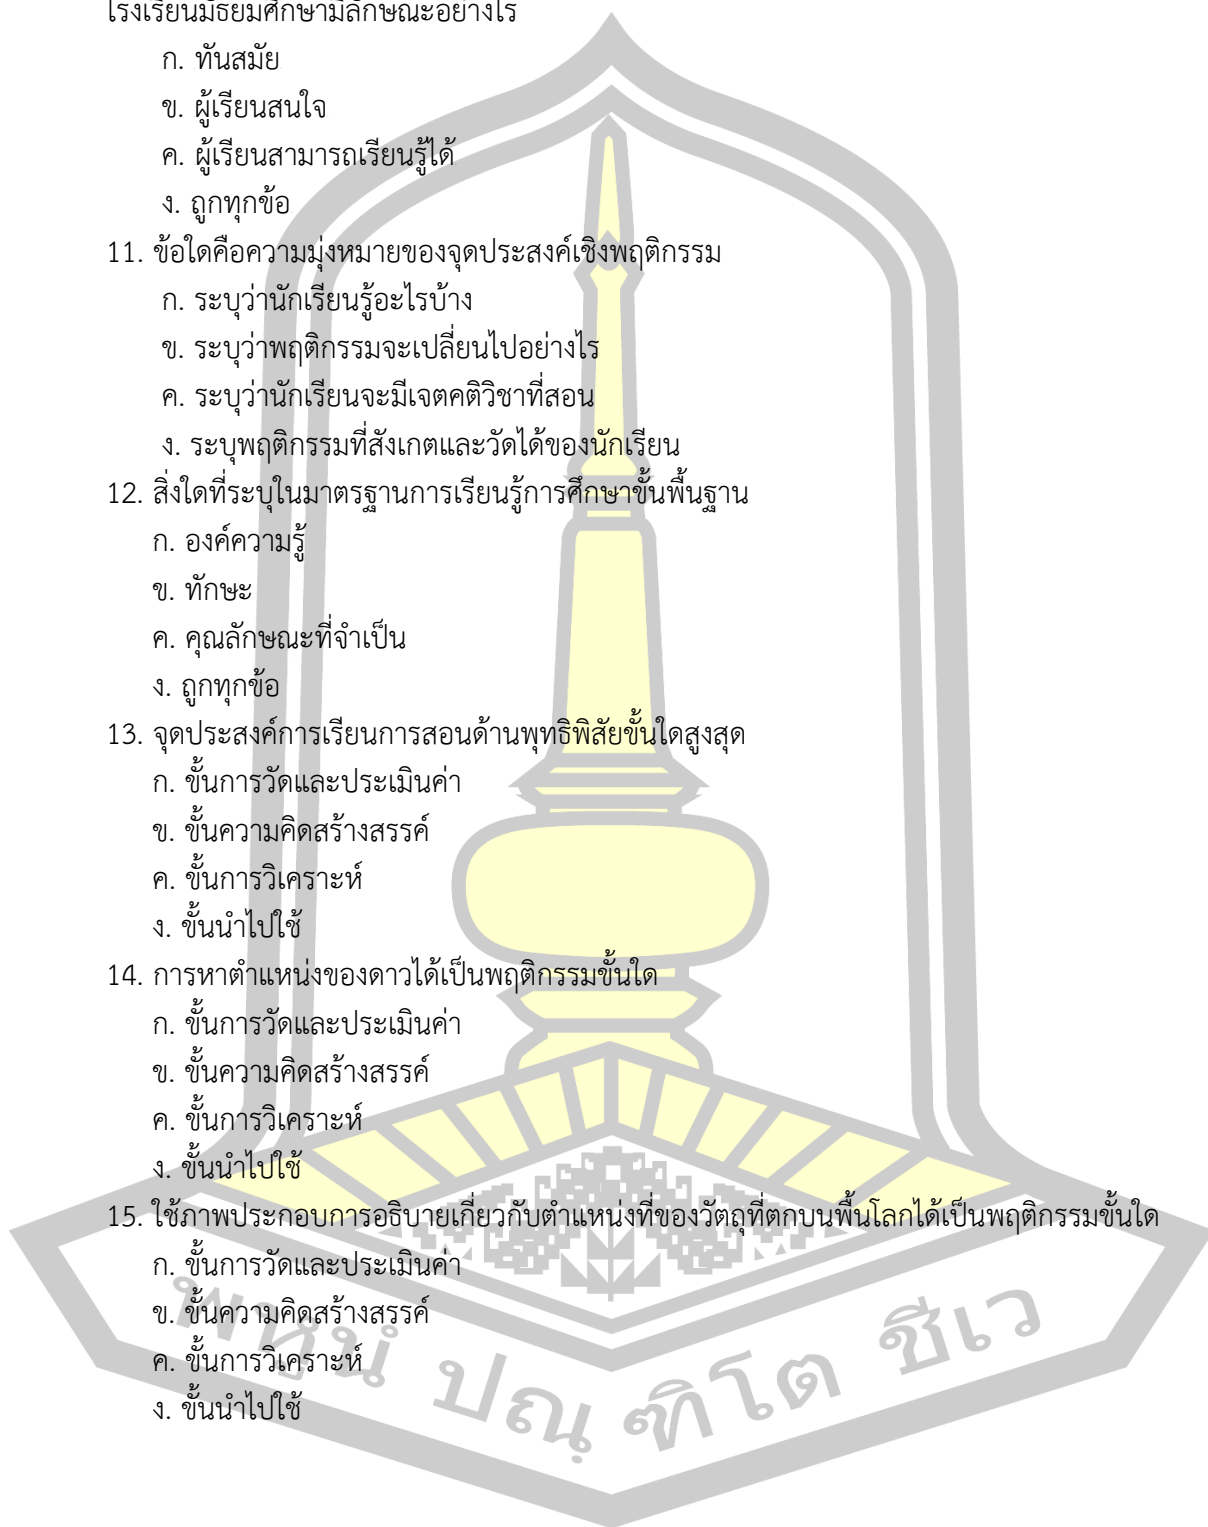 โรงเรียนมัธยมศึกษามีลักษณะอย่างไร
ก. ทันสมัย
ข. ผู้เรียนสนใจ
ค. ผู้เรียนสามารถเรียนรู้ได้
ง. ถูกทุกข้อ
11. ข้อใดคือความมุ่งหมายของจุดประสงค์เชิงพฤติกรรม
ก. ระบุว่านักเรียนรู้อะไรบ้าง
ข. ระบุว่าพฤติกรรมจะเปลี่ยนไปอย่างไร
ค. ระบุว่านักเรียนจะมีเจตคติวิชาที่สอน
ง. ระบุพฤติกรรมที่สังเกตและวัดได้ของนักเรียน
12. สิ่งใดที่ระบุในมาตรฐานการเรียนรู้การศึกษาขั้นพื้นฐาน
ก. องค์ความรู้
ข. ทักษะ
ค. คุณลักษณะที่จำเป็น
ง. ถูกทุกข้อ
13. จุดประสงค์การเรียนการสอนด้านพุทธิพิสัยขั้นใดสูงสุด
ก. ขั้นการวัดและประเมินค่า
ข. ขั้นความคิดสร้างสรรค์
ค. ขั้นการวิเคราะห์
ง. ขั้นนำไปใช้
14. การหาตำแหน่งของดาวได้เป็นพฤติกรรมขั้นใด
ก. ขั้นการวัดและประเมินค่า
ข. ขั้นความคิดสร้างสรรค์
ค. ขั้นการวิเคราะห์
ง. ขั้นนำไปใช้
15. ใช้ภาพประกอบการอธิบายเกี่ยวกับตำแหน่งที่ของวัตถุที่ตกบนพื้นโลกได้เป็นพฤติกรรมขั้นใด
ก. ขั้นการวัดและประเมินค่า
ข. ขั้นความคิดสร้างสรรค์
ค. ขั้นการวิเคราะห์
ง. ขั้นนำไปใช้
พหูนํ ปณฺฑิโต ชีเว